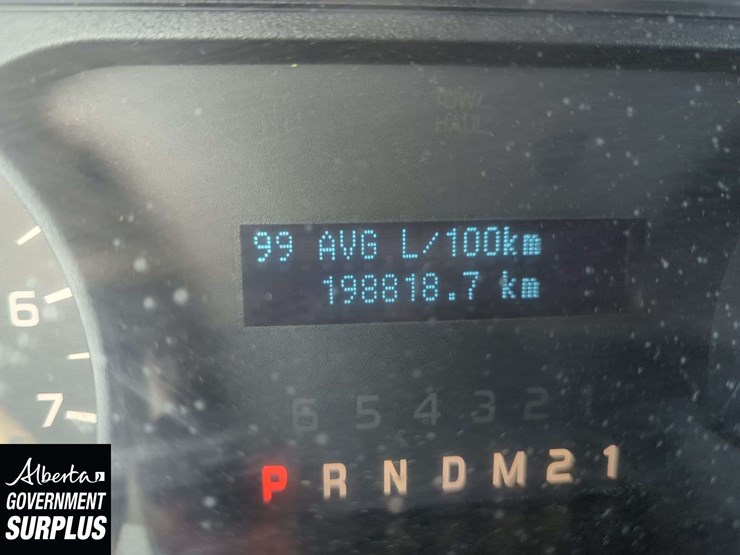 TOW/
HAUL
99 AVG L/100km
198818.7 km
6
7
6 5 4 3 2 1
P R N D M 2 1
Alberta
GOVERNMENT
SURPLUS